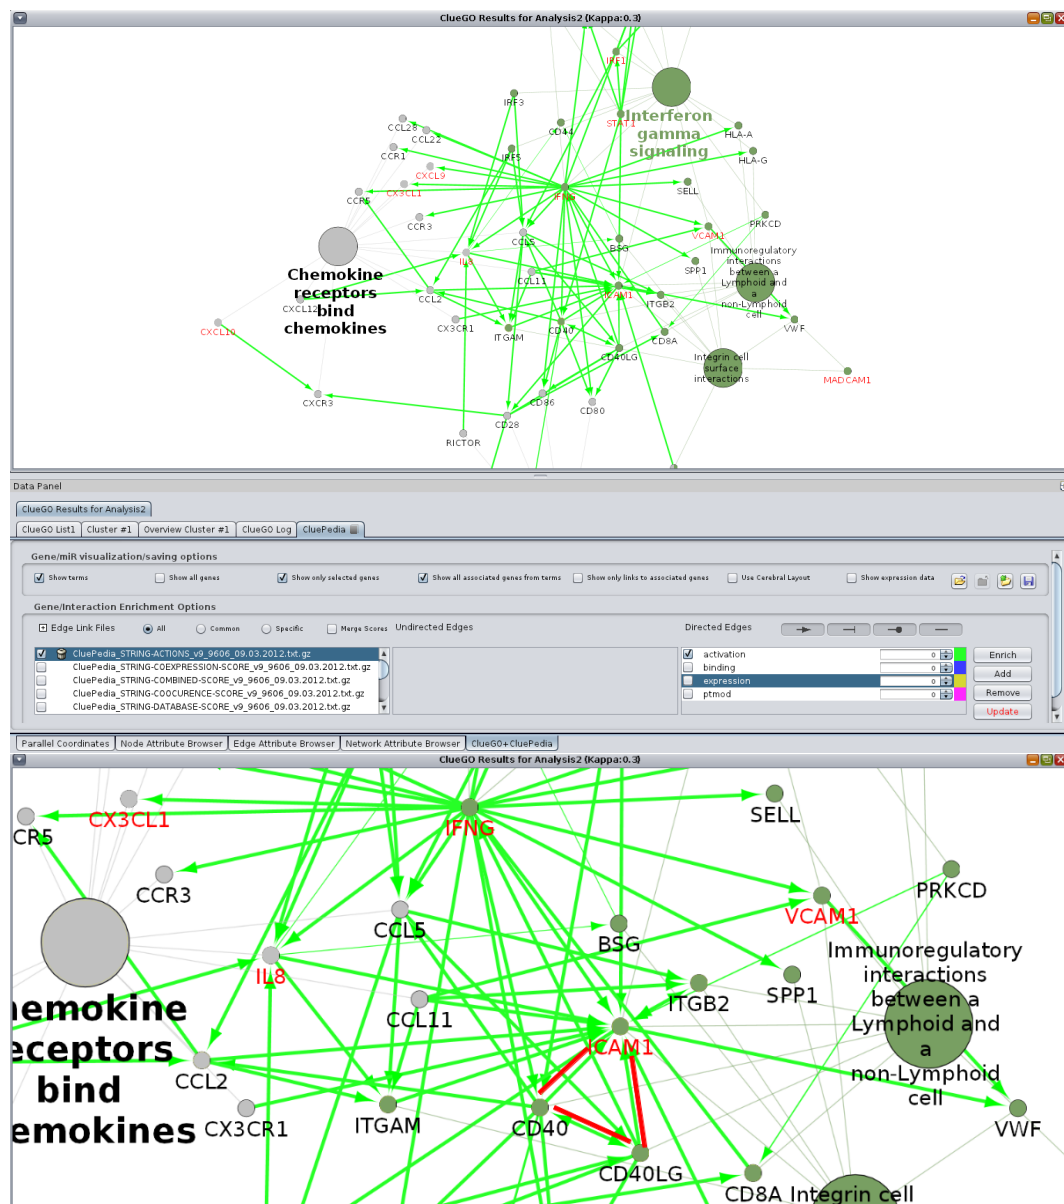 ClueGO Results for Analysis2 (Kappa:0.3)
IRF1
IRF3
STAT1
Interferon
gamma
signaling
CCL28
CCL22
CD44
HLA-A
CCR1
IRF5
HLA-G
CXCL9
CX3CL1
CCR5
IFNG
SELL
CCR3
PRKCD
VCAM1
CCL5
BSG
Immunoregulatory
interactions
between a
Lymphoid and
a
non-Lymphoid
cell
IL8
SPP1
Chemokine
receptors
bind
chemokines
CCL11
ICAM1
ITGB2
CCL2
CXCL12
CX3CR1
ITGAM
CD40
CD8A
VWF
CXCL10
CD40LG
Integrin cell
surface
interactions
MADCAM1
CXCR3
CD86
CD80
CD28
RICTOR
Data Panel
ClueGO Results for Analysis2
ClueGO List1 Cluster #1 Overview Cluster #1 ClueGO Log CluePedia
Gene/miR visualization/saving options
Show terms Show all genes Show only selected genes Show all associated genes from terms Show only links to associated genes Use Cerebral Layout Show expression data
Gene/Interaction Enrichment Options
Edge Link Files All Common Specific Merge Scores Undirected Edges Directed Edges
CluePedia_STRING-ACTIONS_v9_9606_09.03.2012.txt.gz
CluePedia_STRING-COEXPRESSION-SCORE_v9_9606_09.03.2012.txt.gz
CluePedia_STRING-COMBINED-SCORE_v9_9606_09.03.2012.txt.gz
CluePedia_STRING-COOCURENCE-SCORE_v9_9606_09.03.2012.txt.gz
CluePedia_STRING-DATABASE-SCORE_v9_9606_09.03.2012.txt.gz
activation 0
binding 0
expression 0
ptmod 0
Enrich
Add
Remove
Update
Parallel Coordinates Node Attribute Browser Edge Attribute Browser Network Attribute Browser ClueGO+CluePedia
ClueGO Results for Analysis2 (Kappa:0.3)
CX3CL1
CR5
IFNG
SELL
CCR3
PRKCD
VCAM1
CCL5
BSG
Immunoregulatory
interactions
between a
Lymphoid and
a
non-Lymphoid
cell
IL8
SPP1
ITGB2
CCL11
ICAM1
hemokine
eceptors
bind
emokines
CCL2
CX3CR1
ITGAM
CD40
VWF
CD40LG
CD8A
Integrin cell